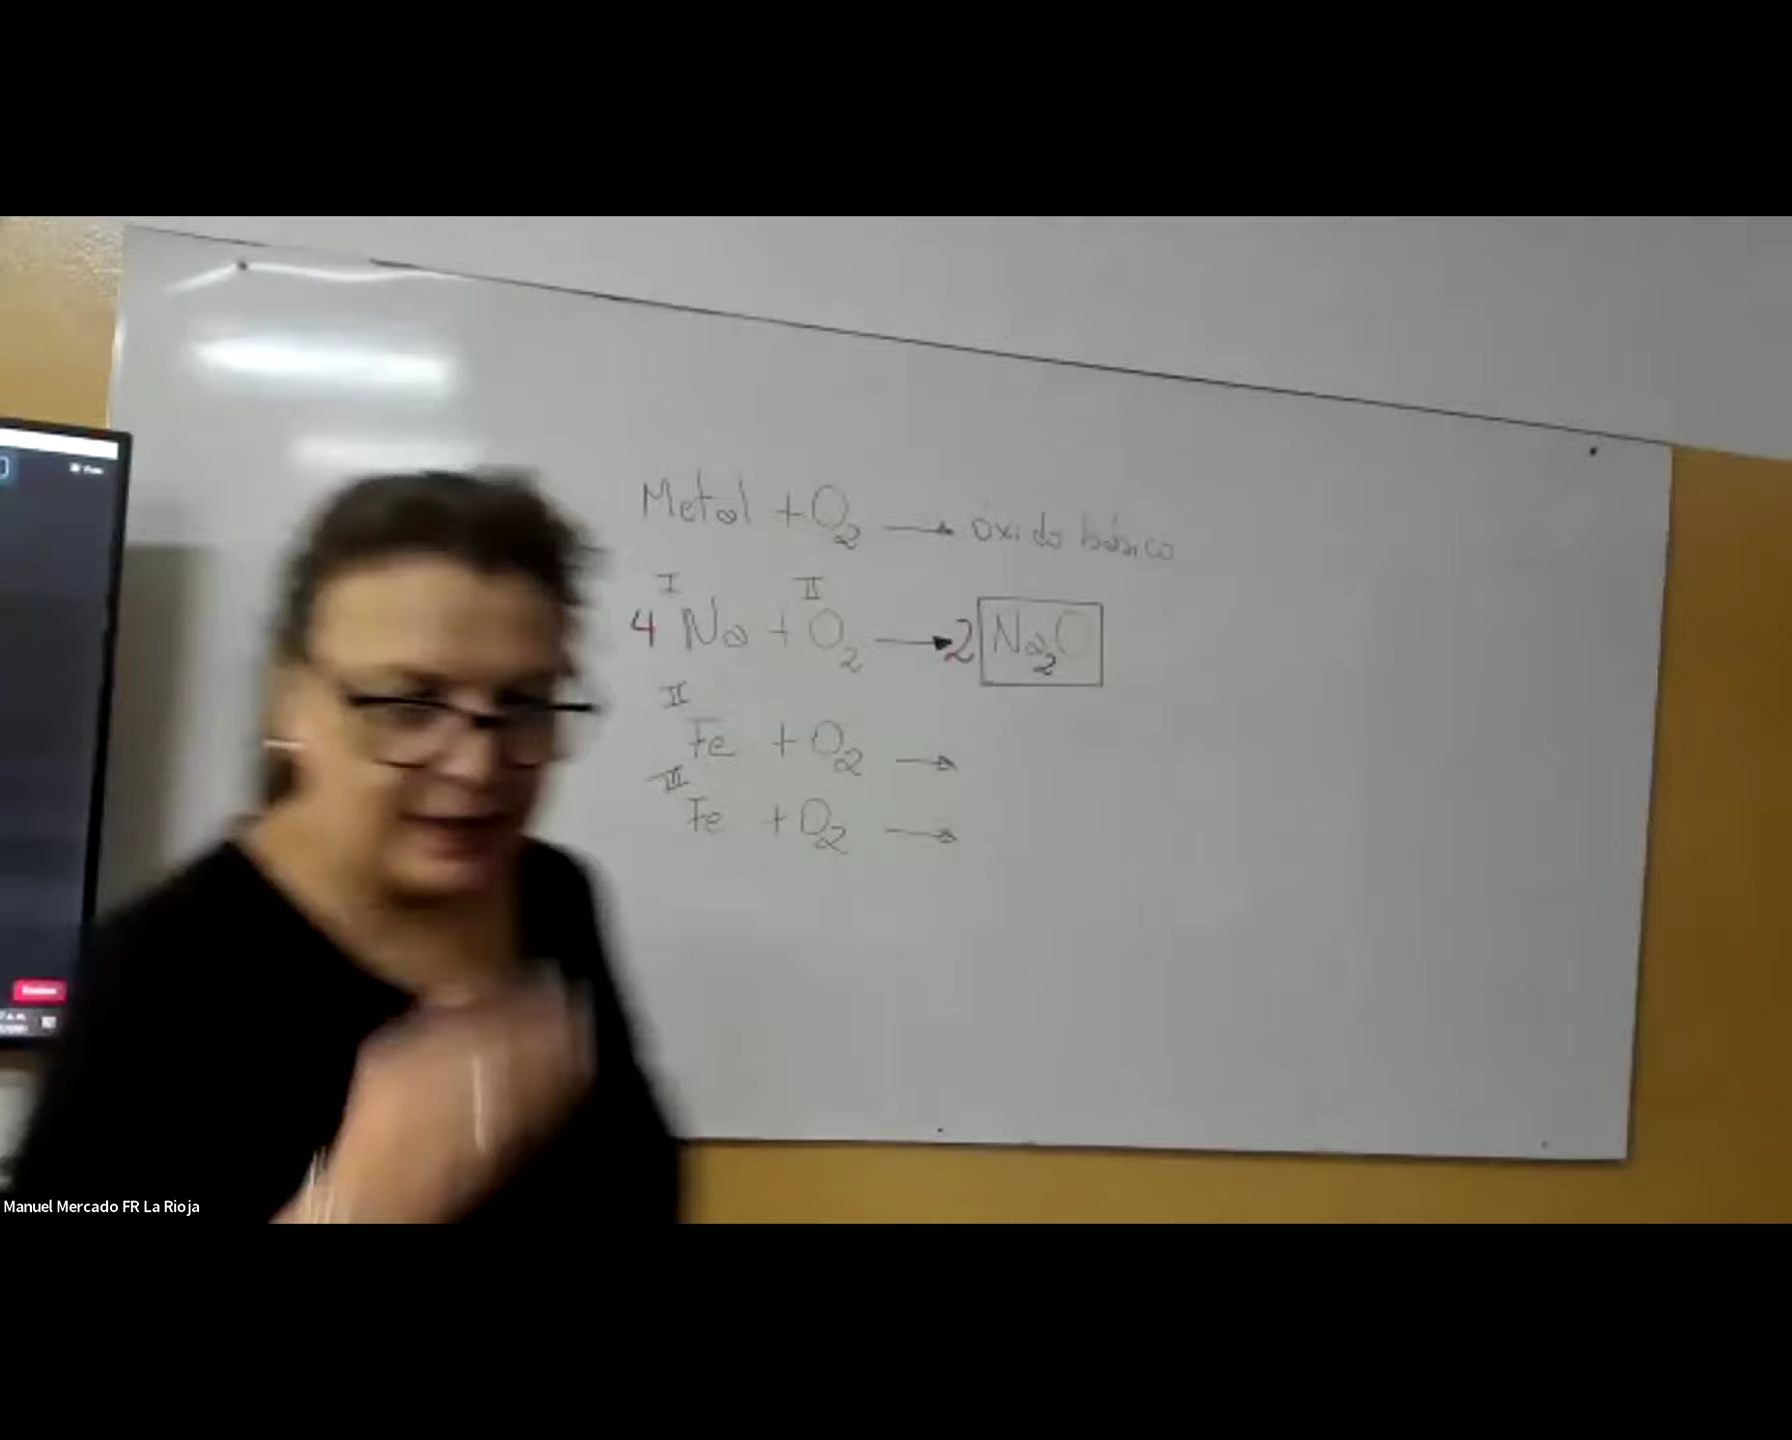 Metal + O2 → óxido básico
I II
4 Na + O2 → 2 Na2O
II
Fe + O2 →
III
Fe + O2 →
Manuel Mercado FR La Rioja